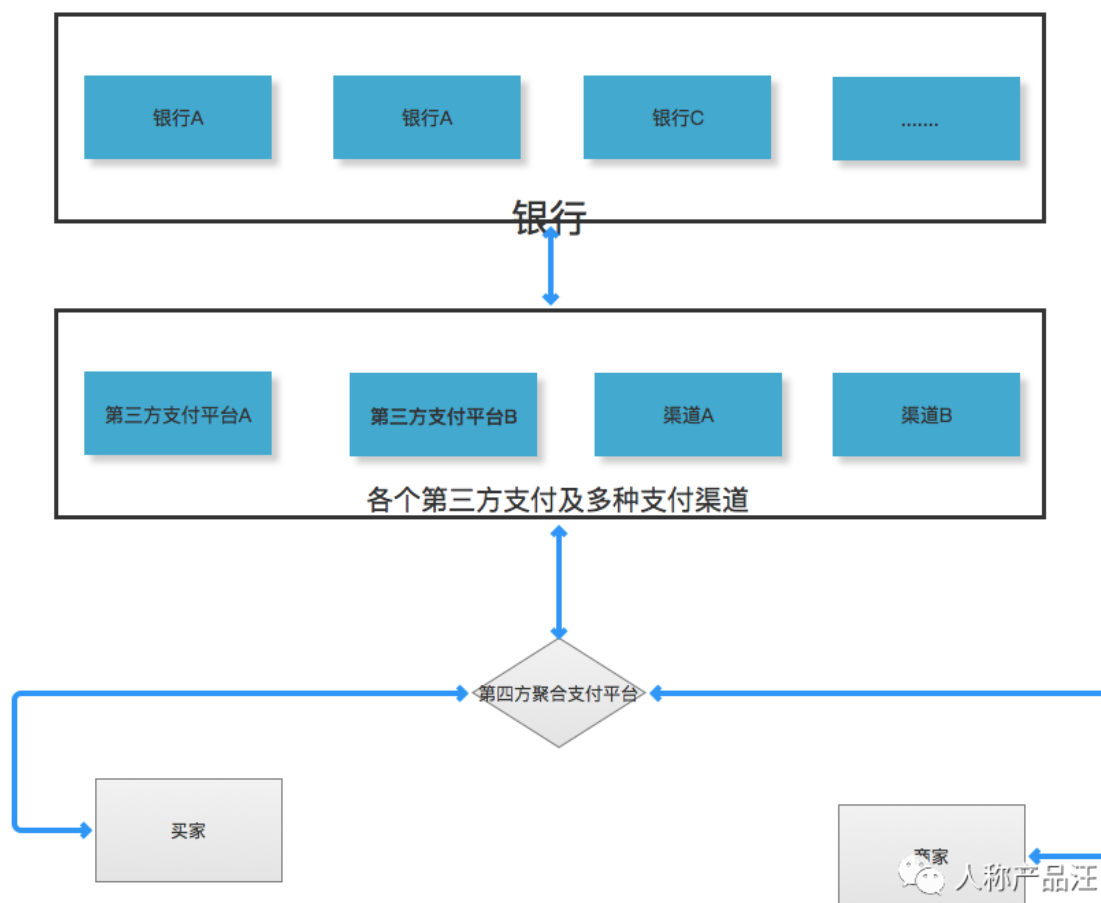 银行A
银行A
银行C
.......
银行
第三方支付平台A
第三方支付平台B
渠道A
渠道B
各个第三方支付及多种支付渠道
第四方聚合支付平台
买家
商家
人称产品汪